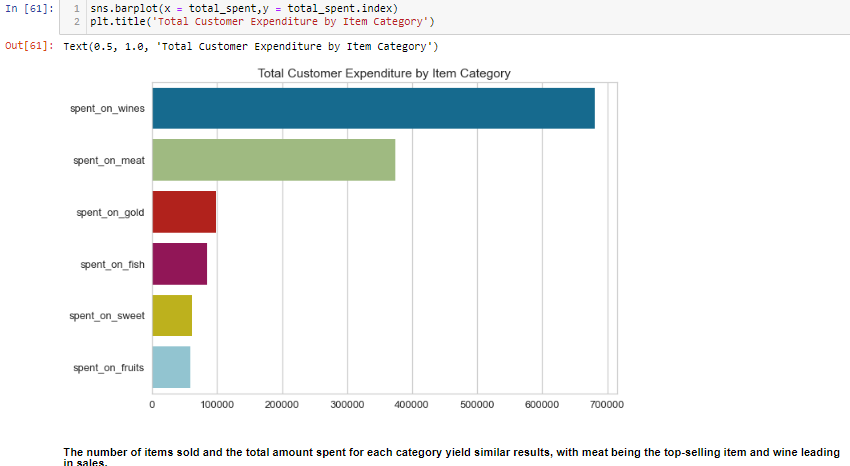 In [61]: 1 sns.barplot(x = total_spent,y = total_spent.index)
2 plt.title('Total Customer Expenditure by Item Category')
Out[61]: Text(0.5, 1.0, 'Total Customer Expenditure by Item Category')
Total Customer Expenditure by Item Category
spent_on_wines
spent_on_meat
spent_on_gold
spent_on_fish
spent_on_sweet
spent_on_fruits
0 100000 200000 300000 400000 500000 600000 700000
The number of items sold and the total amount spent for each category yield similar results, with meat being the top-selling item and wine leading
in sales.